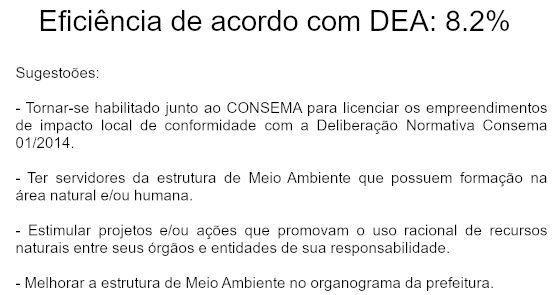 Eficiência de acordo com DEA: 8.2%
Sugestoões:
- Tornar-se habilitado junto ao CONSEMA para licenciar os empreendimentos
de impacto local de conformidade com a Deliberação Normativa Consema
01/2014.
- Ter servidores da estrutura de Meio Ambiente que possuem formação na
área natural e/ou humana.
- Estimular projetos e/ou ações que promovam o uso racional de recursos
naturais entre seus órgãos e entidades de sua responsabilidade.
- Melhorar a estrutura de Meio Ambiente no organograma da prefeitura.